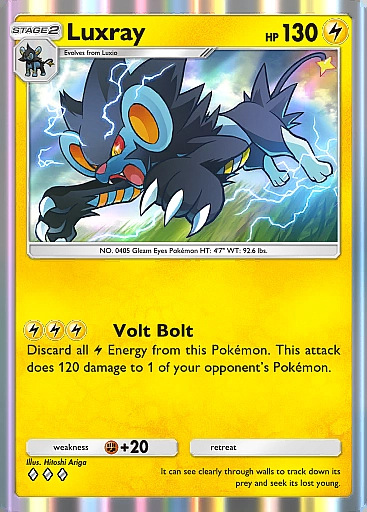 STAGE 2 Luxray HP 130
Evolves from Luxio
NO. 0405 Gleam Eyes Pokémon HT: 4'7" WT: 92.6 lbs.
Volt Bolt
Discard all Energy from this Pokémon. This attack
does 120 damage to 1 of your opponent's Pokémon.
weakness +20 retreat
Illus. Hitoshi Ariga
It can see clearly through walls to track down its
prey and seek its lost young.